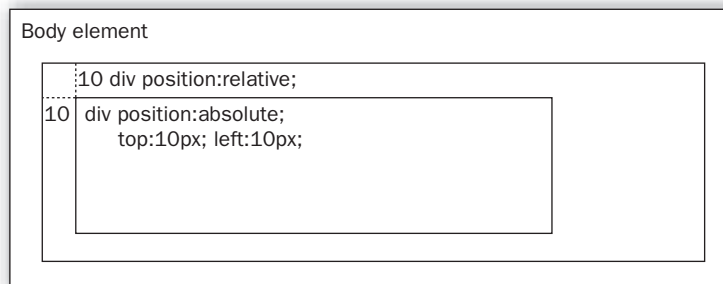 Body element
10 div position:relative;
10 div position:absolute;
top:10px; left:10px;